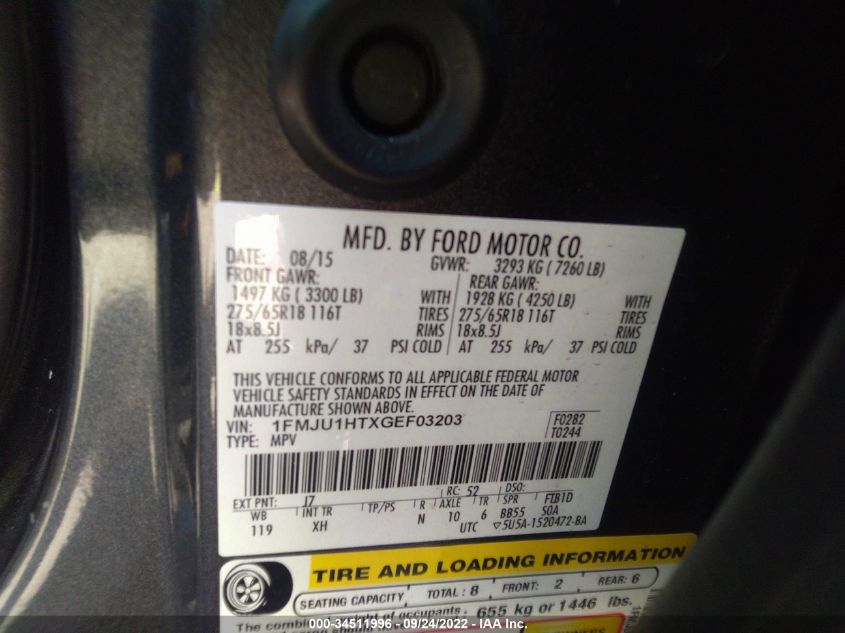 MFD. BY FORD MOTOR CO.
DATE: 08/15 GVWR: 3293 KG ( 7260 LB)
FRONT GAWR: REAR GAWR:
1497 KG ( 3300 LB) WITH 1928 KG ( 4250 LB) WITH
275/65R18 116T TIRES 275/65R18 116T TIRES
18x8.5J RIMS 18x8.5J RIMS
AT 255 kPa/ 37 PSI COLD AT 255 kPa/ 37 PSI COLD
THIS VEHICLE CONFORMS TO ALL APPLICABLE FEDERAL MOTOR
VEHICLE SAFETY STANDARDS IN EFFECT ON THE DATE OF
MANUFACTURE SHOWN ABOVE.
VIN: 1FMJU1HTXGEF03203 F0282
TYPE: MPV T0244
EXT PNT: J7 RC: 52 DSO:
WB INT TR TP/PS R AXLE TR SPR F1B1D
119 XH N 10 6 BB55 S0A
UTC ▽5U5A-1520472-BA
TIRE AND LOADING INFORMATION
SEATING CAPACITY TOTAL: 8 FRONT: 2 REAR: 6
The combined weight of occupants, 655 kg or 1446 lbs.
000-34511996 - 09/24/2022 - IAA Inc.